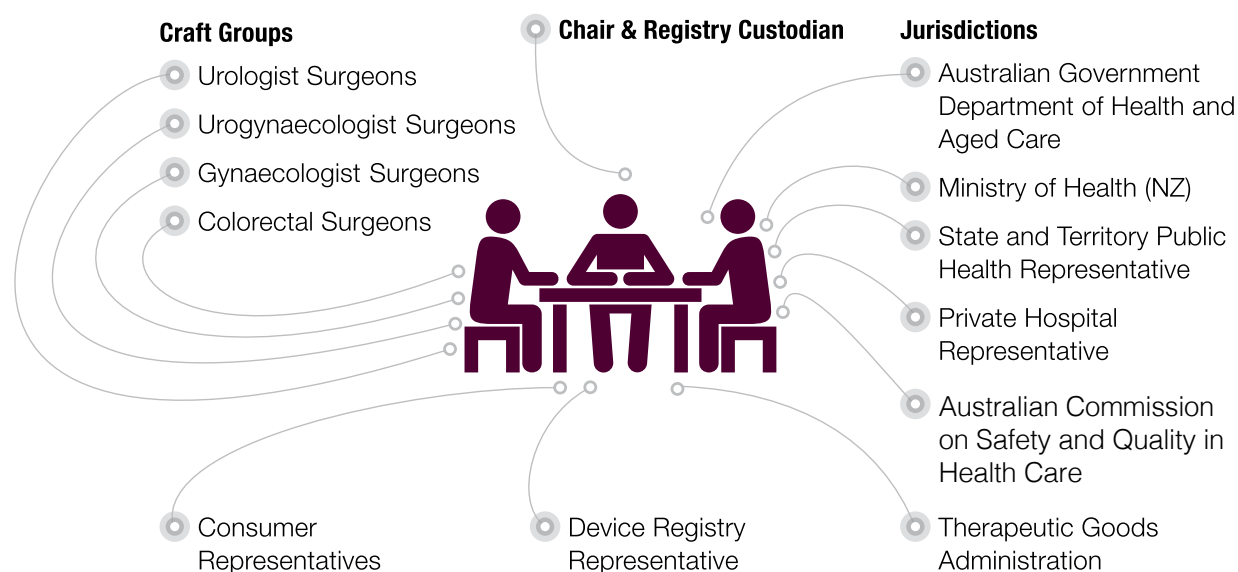 Craft Groups
Urologist Surgeons
Urogynaecologist Surgeons
Gynaecologist Surgeons
Colorectal Surgeons
Chair & Registry Custodian
Jurisdictions
Australian Government
Department of Health and
Aged Care
Ministry of Health (NZ)
State and Territory Public
Health Representative
Private Hospital
Representative
Australian Commission
on Safety and Quality in
Health Care
Consumer
Representatives
Device Registry
Representative
Therapeutic Goods
Administration